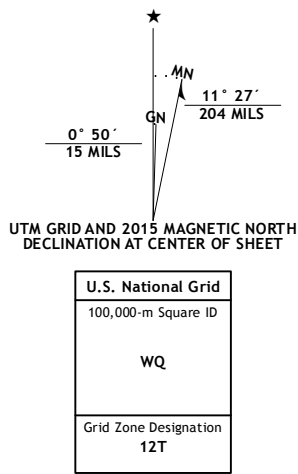 ★
MN
GN
11° 27´
204 MILS
0° 50´
15 MILS
UTM GRID AND 2015 MAGNETIC NORTH
DECLINATION AT CENTER OF SHEET
U.S. National Grid
100,000-m Square ID
WQ
Grid Zone Designation
12T